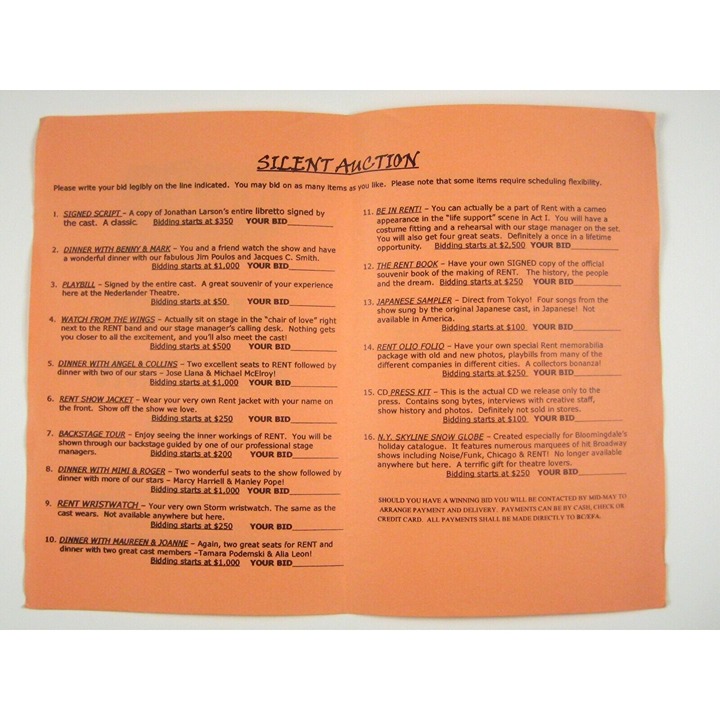 SILENT AUCTION
Please write your bid legibly on the line indicated. You may bid on as many items as you like. Please note that some items require scheduling flexibility.
1. SIGNED SCRIPT – A copy of Jonathan Larson's entire libretto signed by
the cast. A classic. Bidding starts at $350 YOUR BID________
2. DINNER WITH BENNY & MARK – You and a friend watch the show and have
a wonderful dinner with our fabulous Jim Poulos and Jacques C. Smith.
Bidding starts at $1,000 YOUR BID________
3. PLAYBILL – Signed by the entire cast. A great souvenir of your experience
here at the Nederlander Theatre.
Bidding starts at $50 YOUR BID________
4. WATCH FROM THE WINGS – Actually sit on stage in the "chair of love" right
next to the RENT band and our stage manager's calling desk. Nothing gets
you closer to all the excitement, and you'll also meet the cast!
Bidding starts at $500 YOUR BID________
5. DINNER WITH ANGEL & COLLINS – Two excellent seats to RENT followed by
dinner with two of our stars – Jose Llana & Michael McElroy!
Bidding starts at $1,000 YOUR BID________
6. RENT SHOW JACKET – Wear your very own Rent jacket with your name on
the front. Show off the show we love.
Bidding starts at $250 YOUR BID________
7. BACKSTAGE TOUR – Enjoy seeing the inner workings of RENT. You will be
shown through our backstage guided by one of our professional stage
managers. Bidding starts at $200 YOUR BID________
8. DINNER WITH MIMI & ROGER – Two wonderful seats to the show followed by
dinner with more of our stars – Marcy Harriell & Manley Pope!
Bidding starts at $1,000 YOUR BID________
9. RENT WRISTWATCH – Your very own Storm wristwatch. The same as the
cast wears. Not available anywhere but here.
Bidding starts at $250 YOUR BID________
10. DINNER WITH MAUREEN & JOANNE – Again, two great seats for RENT and
dinner with two great cast members –Tamara Podemski & Alia Leon!
Bidding starts at $1,000 YOUR BID________
11. BE IN RENT! – You can actually be a part of Rent with a cameo
appearance in the "life support" scene in Act I. You will have a
costume fitting and a rehearsal with our stage manager on the set.
You will also get four great seats. Definitely a once in a lifetime
opportunity. Bidding starts at $2,500 YOUR BID________
12. THE RENT BOOK – Have your own SIGNED copy of the official
souvenir book of the making of RENT. The history, the people
and the dream. Bidding starts at $250 YOUR BID________
13. JAPANESE SAMPLER – Direct from Tokyo! Four songs from the
show sung by the original Japanese cast, in Japanese! Not
available in America.
Bidding starts at $100 YOUR BID________
14. RENT OLIO FOLIO – Have your own special Rent memorabilia
package with old and new photos, playbills from many of the
different companies in different cities. A collectors bonanza!
Bidding starts at $250 YOUR BID________
15. CD PRESS KIT – This is the actual CD we release only to the
press. Contains song bytes, interviews with creative staff,
show history and photos. Definitely not sold in stores.
Bidding starts at $100 YOUR BID________
16. N.Y. SKYLINE SNOW GLOBE – Created especially for Bloomingdale's
holiday catalogue. It features numerous marquees of hit Broadway
shows including Noise/Funk, Chicago & RENT! No longer available
anywhere but here. A terrific gift for theatre lovers.
Bidding starts at $250 YOUR BID________
SHOULD YOU HAVE A WINNING BID YOU WILL BE CONTACTED BY MID-MAY TO
ARRANGE PAYMENT AND DELIVERY. PAYMENTS CAN BE BY CASH, CHECK OR
CREDIT CARD. ALL PAYMENTS SHALL BE MADE DIRECTLY TO BC/EFA.